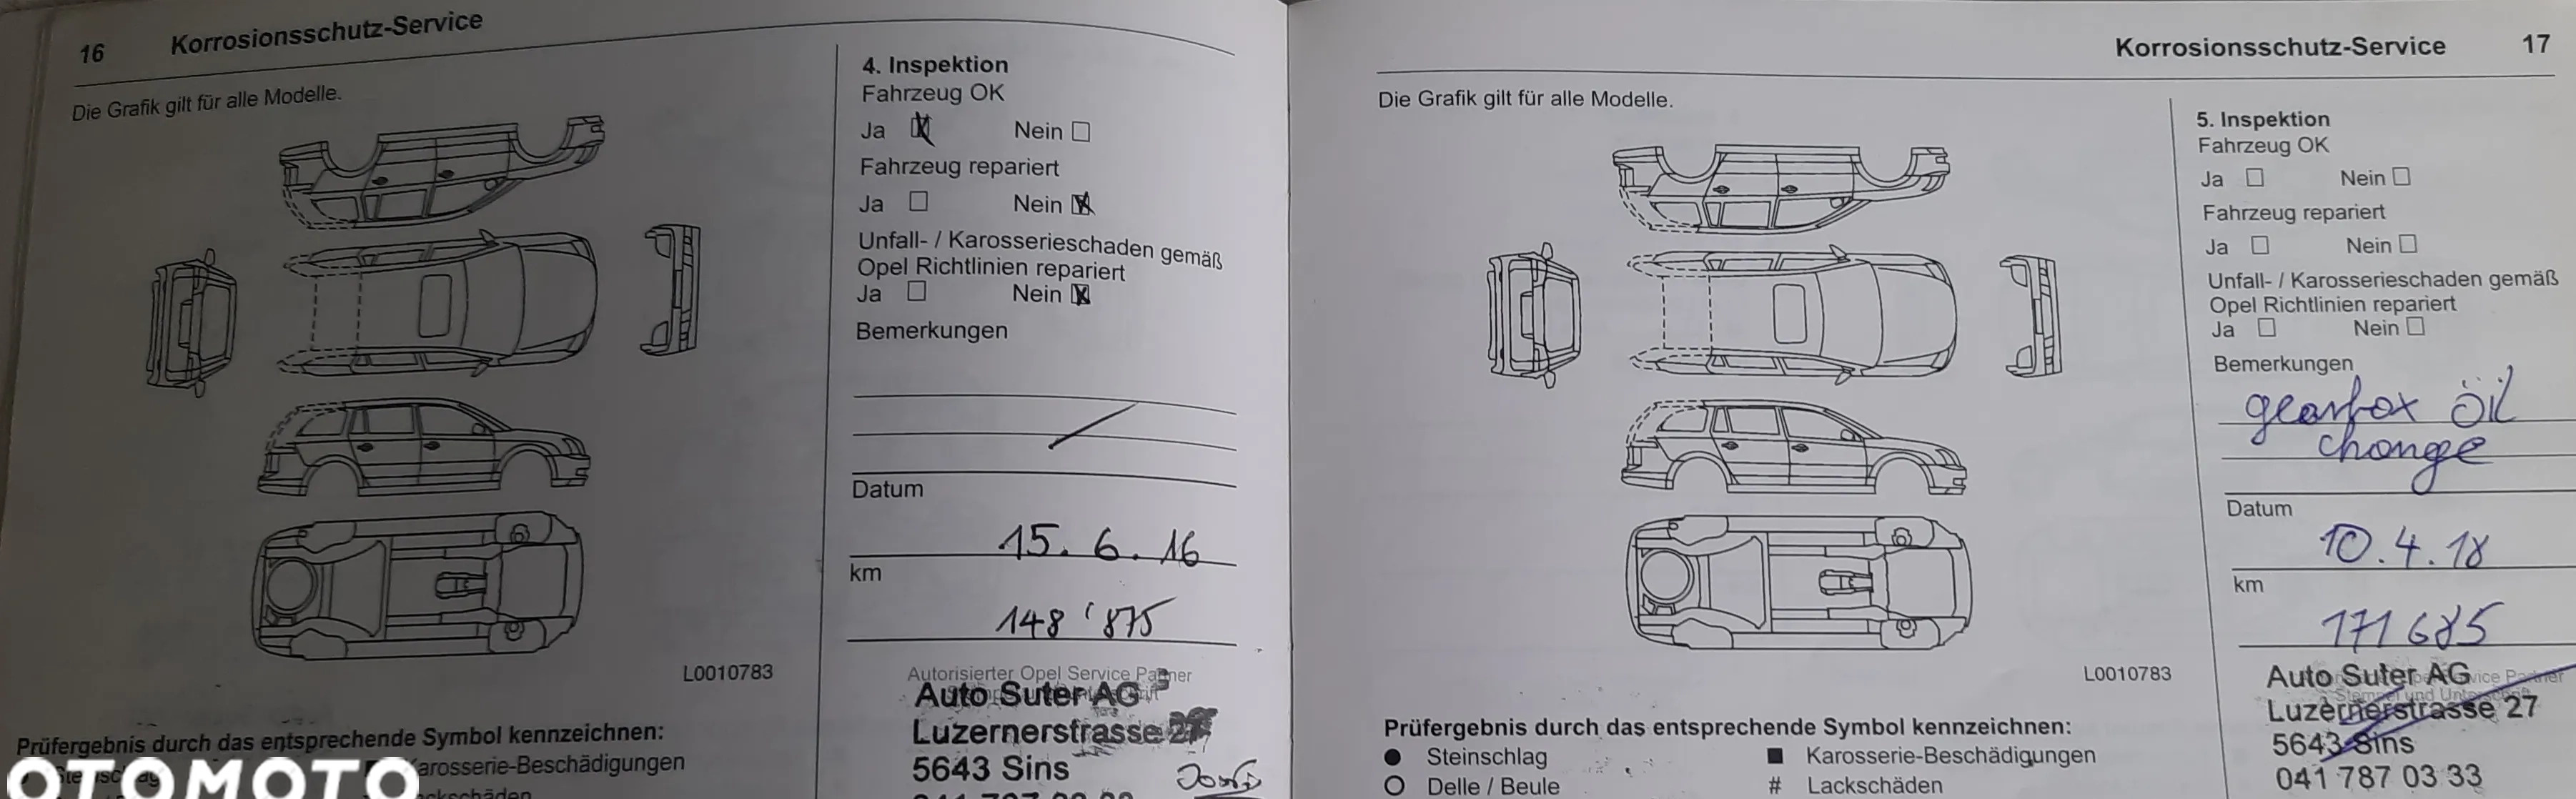 16 Korrosionsschutz-Service
Die Grafik gilt für alle Modelle.
L0010783
Prüfergebnis durch das entsprechende Symbol kennzeichnen:
Karosserie-Beschädigungen
OTOMOTO
4. Inspektion
Fahrzeug OK
Ja Nein
Fahrzeug repariert
Ja Nein
Unfall- / Karosserieschaden gemäß
Opel Richtlinien repariert
Ja Nein
Bemerkungen
Datum
15. 6. 16
km
148 ' 875
Autorisierter Opel Service Partner
Auto Suter AG
Luzernerstrasse 27
5643 Sins
Korrosionsschutz-Service 17
Die Grafik gilt für alle Modelle.
L0010783
Prüfergebnis durch das entsprechende Symbol kennzeichnen:
Steinschlag
Karosserie-Beschädigungen
Delle / Beule
# Lackschäden
5. Inspektion
Fahrzeug OK
Ja Nein
Fahrzeug repariert
Ja Nein
Unfall- / Karosserieschaden gemäß
Opel Richtlinien repariert
Ja Nein
Bemerkungen
gearbox öil
change
Datum
10.4.18
km
171685
Auto Suter AG
Stempel und Unterschrift
Luzernerstrasse 27
5643 Sins
041 787 03 33